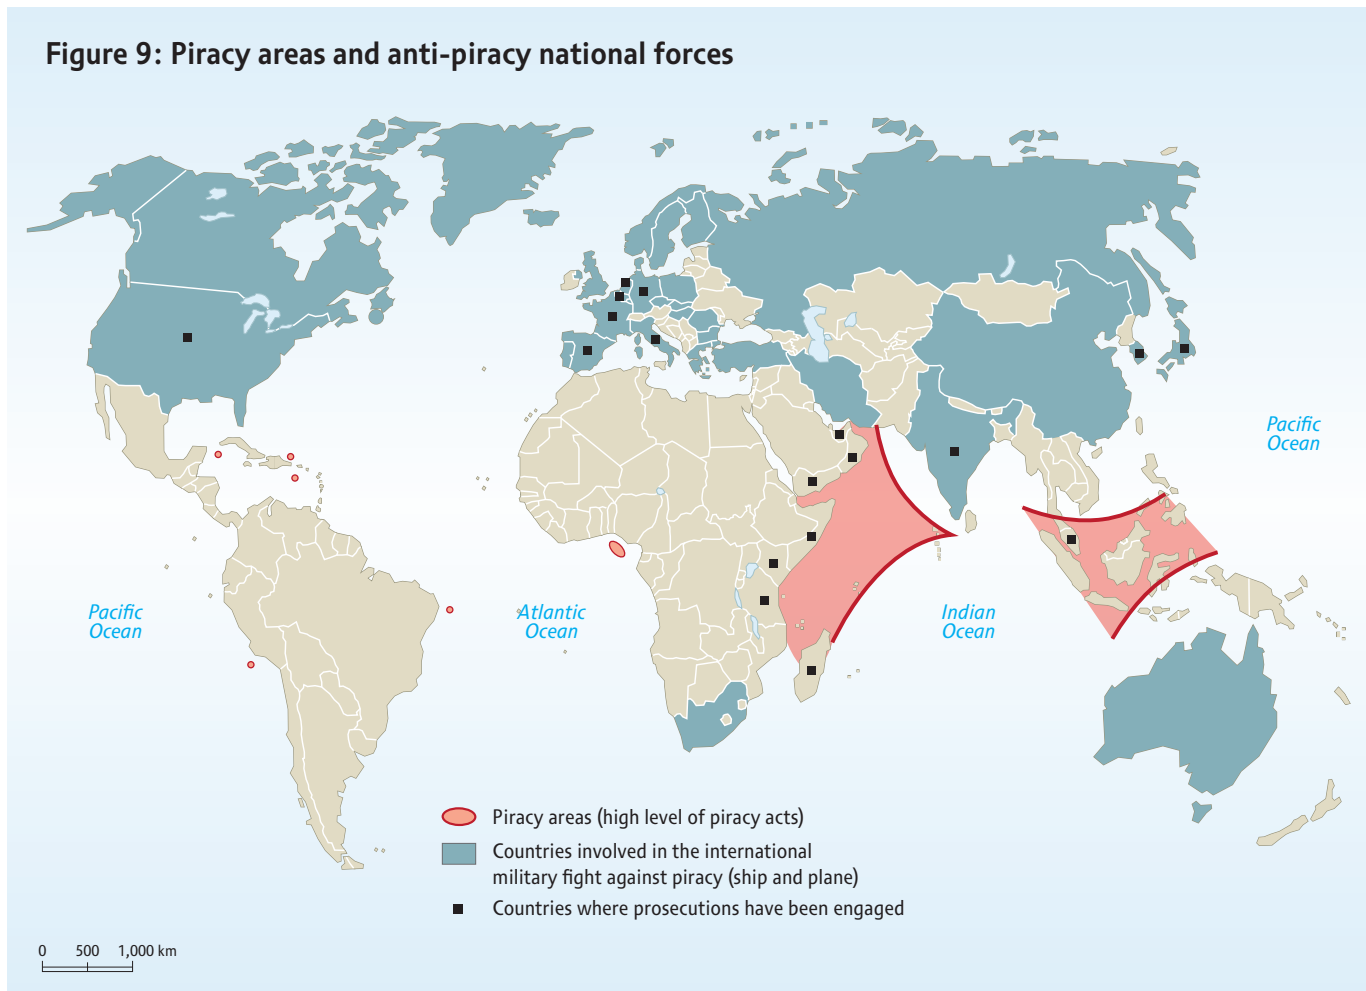 Figure 9: Piracy areas and anti-piracy national forces
Pacific
Ocean
Pacific
Ocean
Atlantic
Ocean
Indian
Ocean
Piracy areas (high level of piracy acts)
Countries involved in the international
military fight against piracy (ship and plane)
Countries where prosecutions have been engaged
0 500 1,000 km